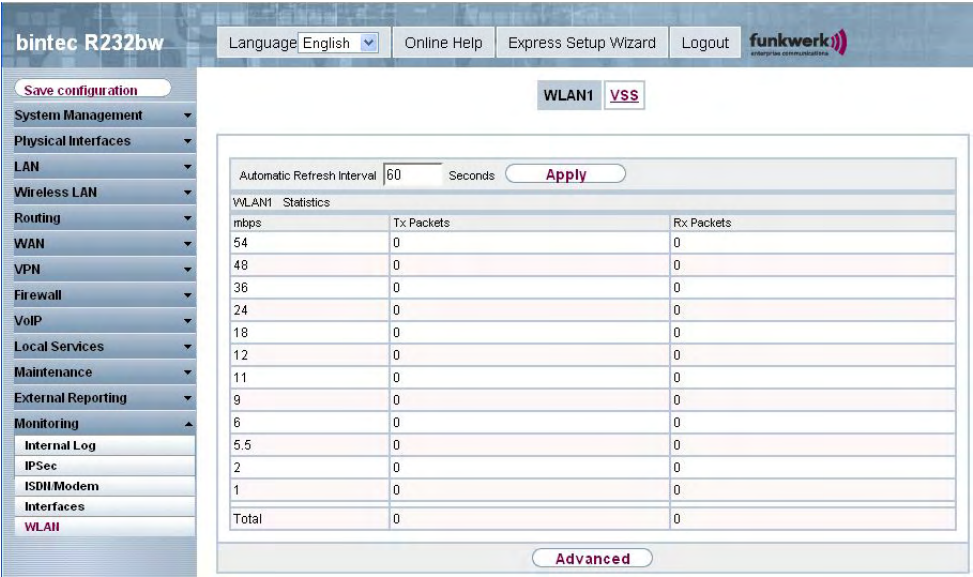 bintec R232bw
Language English Online Help Express Setup Wizard Logout funkwerk
enterprise communications
Save configuration
System Management
Physical Interfaces
LAN
Wireless LAN
Routing
WAN
VPN
Firewall
VoIP
Local Services
Maintenance
External Reporting
Monitoring
Internal Log
IPSec
ISDN/Modem
Interfaces
WLAN
WLAN1 VSS
Automatic Refresh Interval 60 Seconds Apply
WLAN1 Statistics
mbps Tx Packets Rx Packets
54 0 0
48 0 0
36 0 0
24 0 0
18 0 0
12 0 0
11 0 0
9 0 0
6 0 0
5.5 0 0
2 0 0
1 0 0
Total 0 0
Advanced